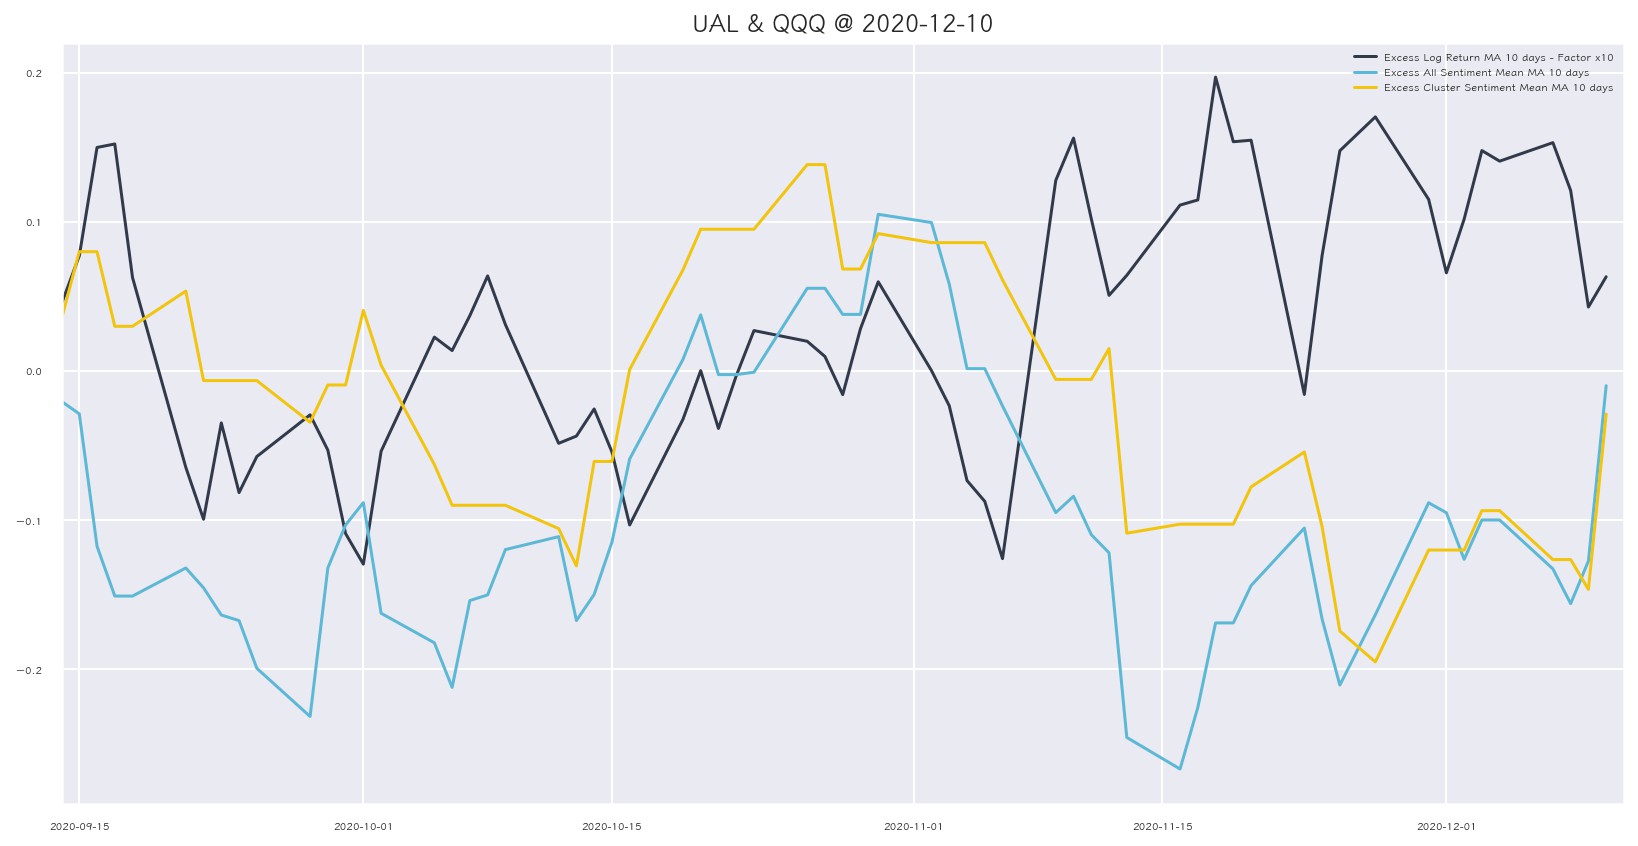 UAL & QQQ @ 2020-12-10
Excess Log Return MA 10 days - Factor x10
Excess All Sentiment Mean MA 10 days
Excess Cluster Sentiment Mean MA 10 days
0.2
0.1
0.0
−0.1
−0.2
2020-09-15
2020-10-01
2020-10-15
2020-11-01
2020-11-15
2020-12-01